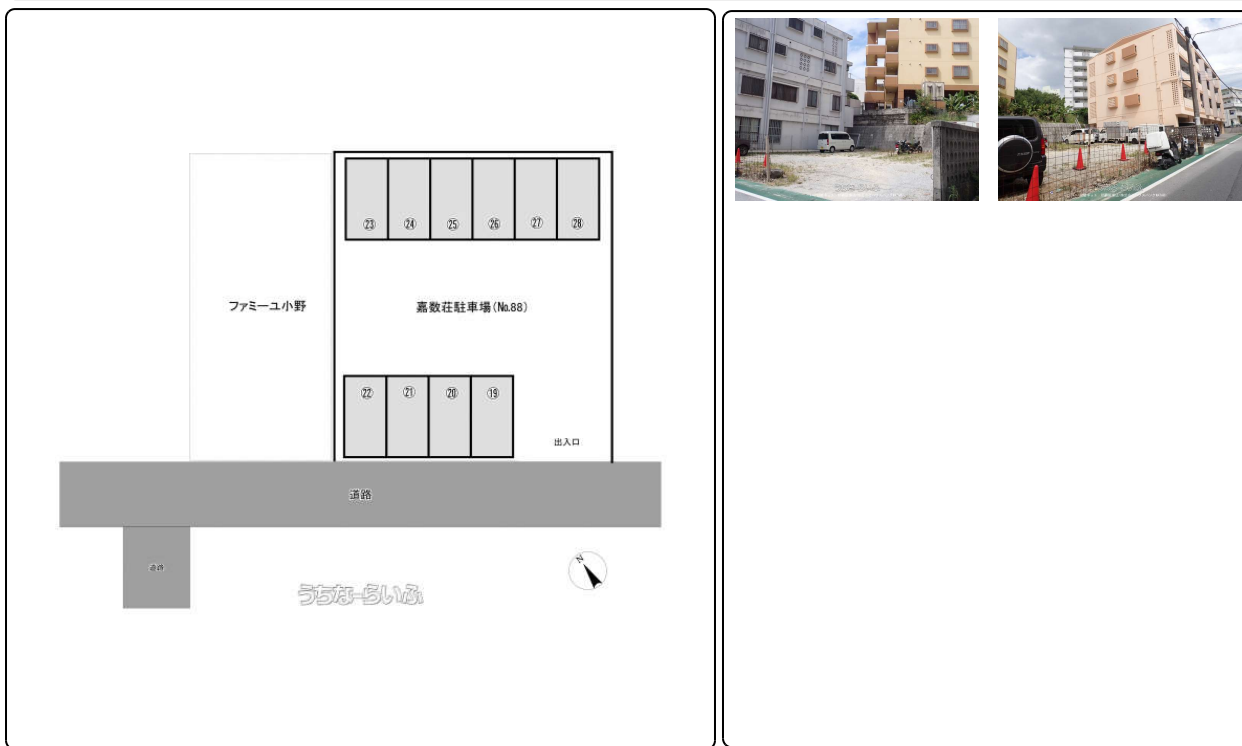 ㉓ ㉔ ㉕ ㉖ ㉗ ㉘
ファミーユ小野
嘉数荘駐車場(№88)
㉒ ㉑ ⑳ ⑲
出入口
道路
道路
N
うちなーらいふ